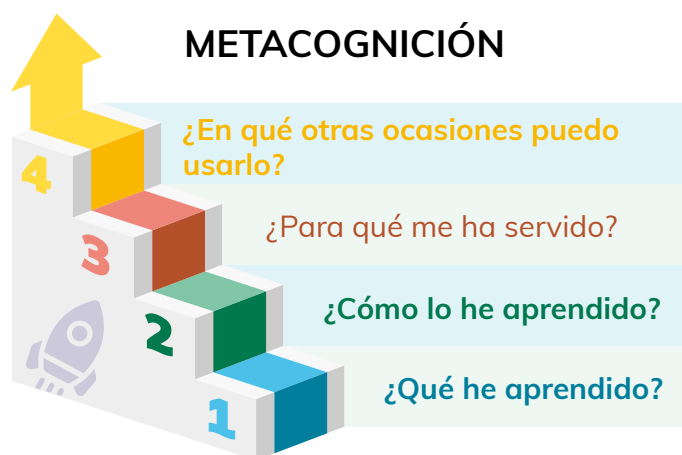 METACOGNICIÓN
¿En qué otras ocasiones puedo
usarlo?
4
¿Para qué me ha servido?
3
¿Cómo lo he aprendido?
2
¿Qué he aprendido?
1